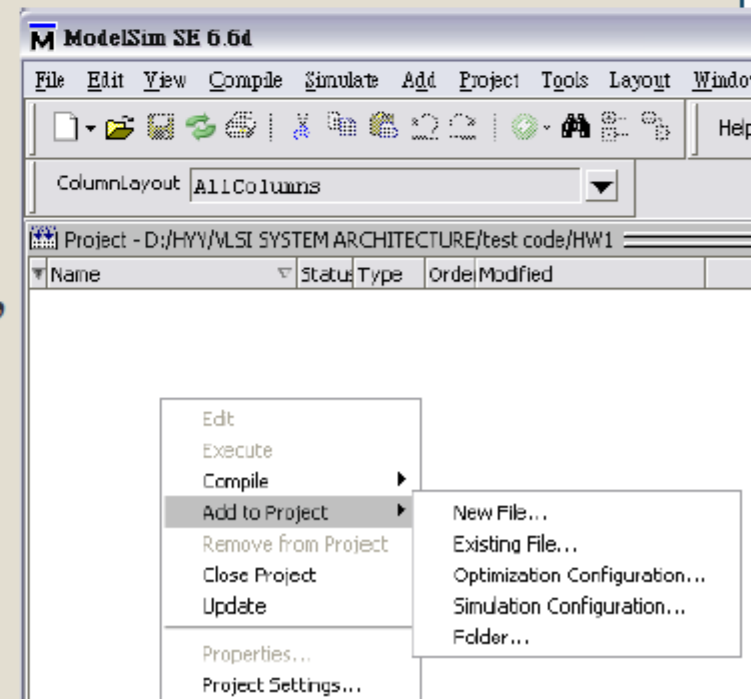 ModelSim SE 6.6d
File Edit View Compile Simulate Add Project Tools Layout Window
Help
ColumnLayout AllColumns
Project - D:/HYY/VLSI SYSTEM ARCHITECTURE/test code/HW1
Name Status Type Order Modified
,
Edit
Execute
Compile
Add to Project
Remove from Project
Close Project
Update
Properties...
Project Settings...
New File...
Existing File...
Optimization Configuration...
Simulation Configuration...
Folder...